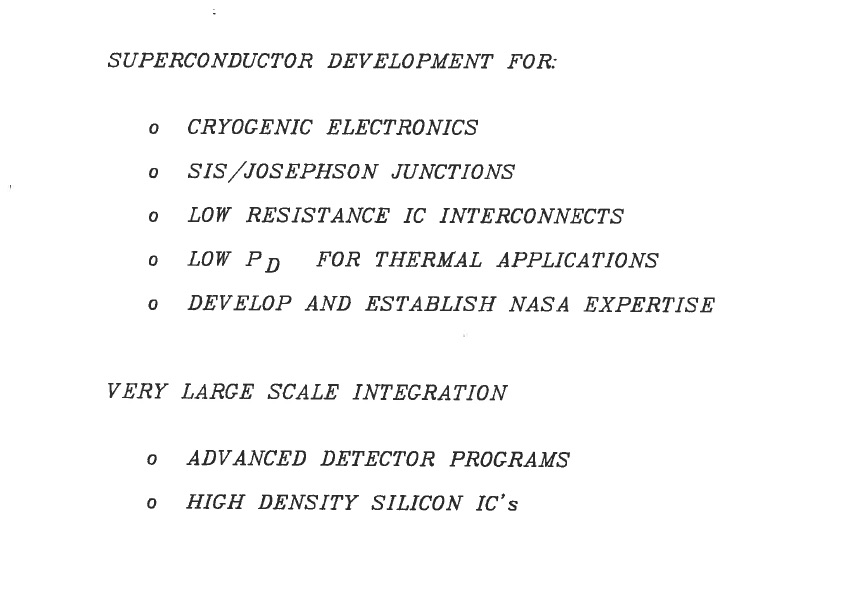 SUPERCONDUCTOR DEVELOPMENT FOR:
o CRYOGENIC ELECTRONICS
o SIS/JOSEPHSON JUNCTIONS
o LOW RESISTANCE IC INTERCONNECTS
o LOW P_D FOR THERMAL APPLICATIONS
o DEVELOP AND ESTABLISH NASA EXPERTISE
VERY LARGE SCALE INTEGRATION
o ADVANCED DETECTOR PROGRAMS
o HIGH DENSITY SILICON IC's